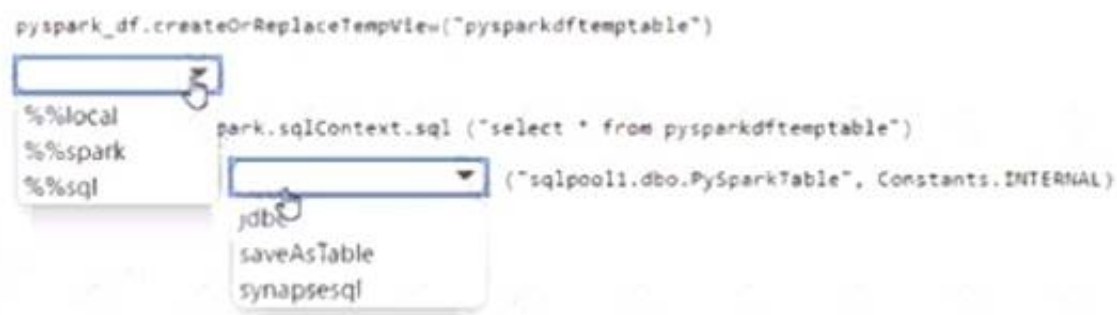 pyspark_df.createOrReplaceTempView("pysparkdftemptable")
%%local
park.sqlContext.sql ("select * from pysparkdftemptable")
%%spark
%%sql
("sqlpool1.dbo.PySparkTable", Constants.INTERNAL)
jdbc
saveAsTable
synapsesql